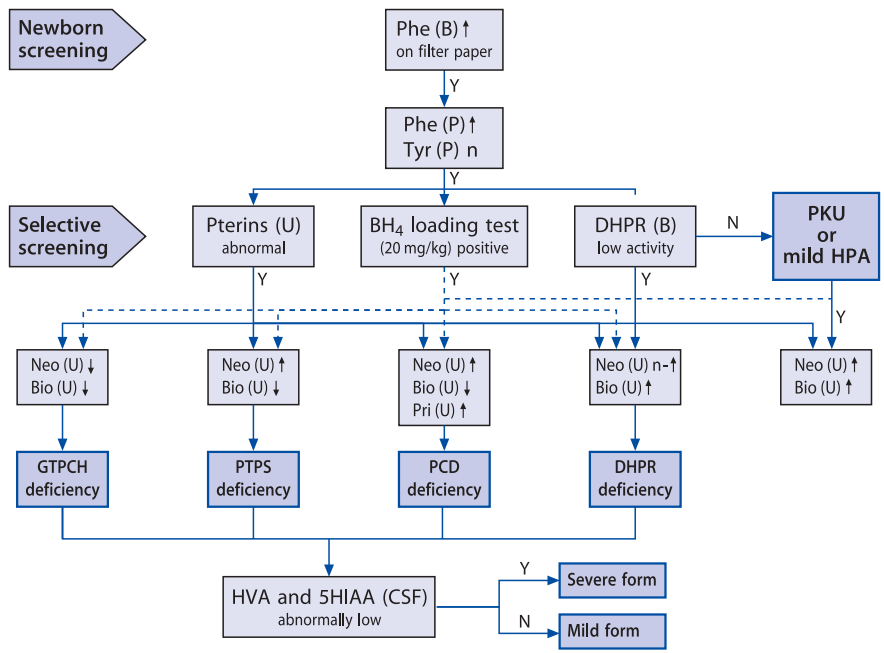 Newborn
screening
Phe (B) ↑
on filter paper
Y
Phe (P) ↑
Tyr (P) n
Y
Selective
screening
Pterins (U)
abnormal
BH₄ loading test
(20 mg/kg) positive
DHPR (B)
low activity
N
PKU
or
mild HPA
Y
Y
Y
Y
Neo (U) ↓
Bio (U) ↓
Neo (U) ↑
Bio (U) ↓
Neo (U) ↑
Bio (U) ↓
Pri (U) ↑
Neo (U) n-↑
Bio (U) ↑
Neo (U) ↑
Bio (U) ↑
GTPCH
deficiency
PTPS
deficiency
PCD
deficiency
DHPR
deficiency
HVA and 5HIAA (CSF)
abnormally low
Y
Severe form
N
Mild form